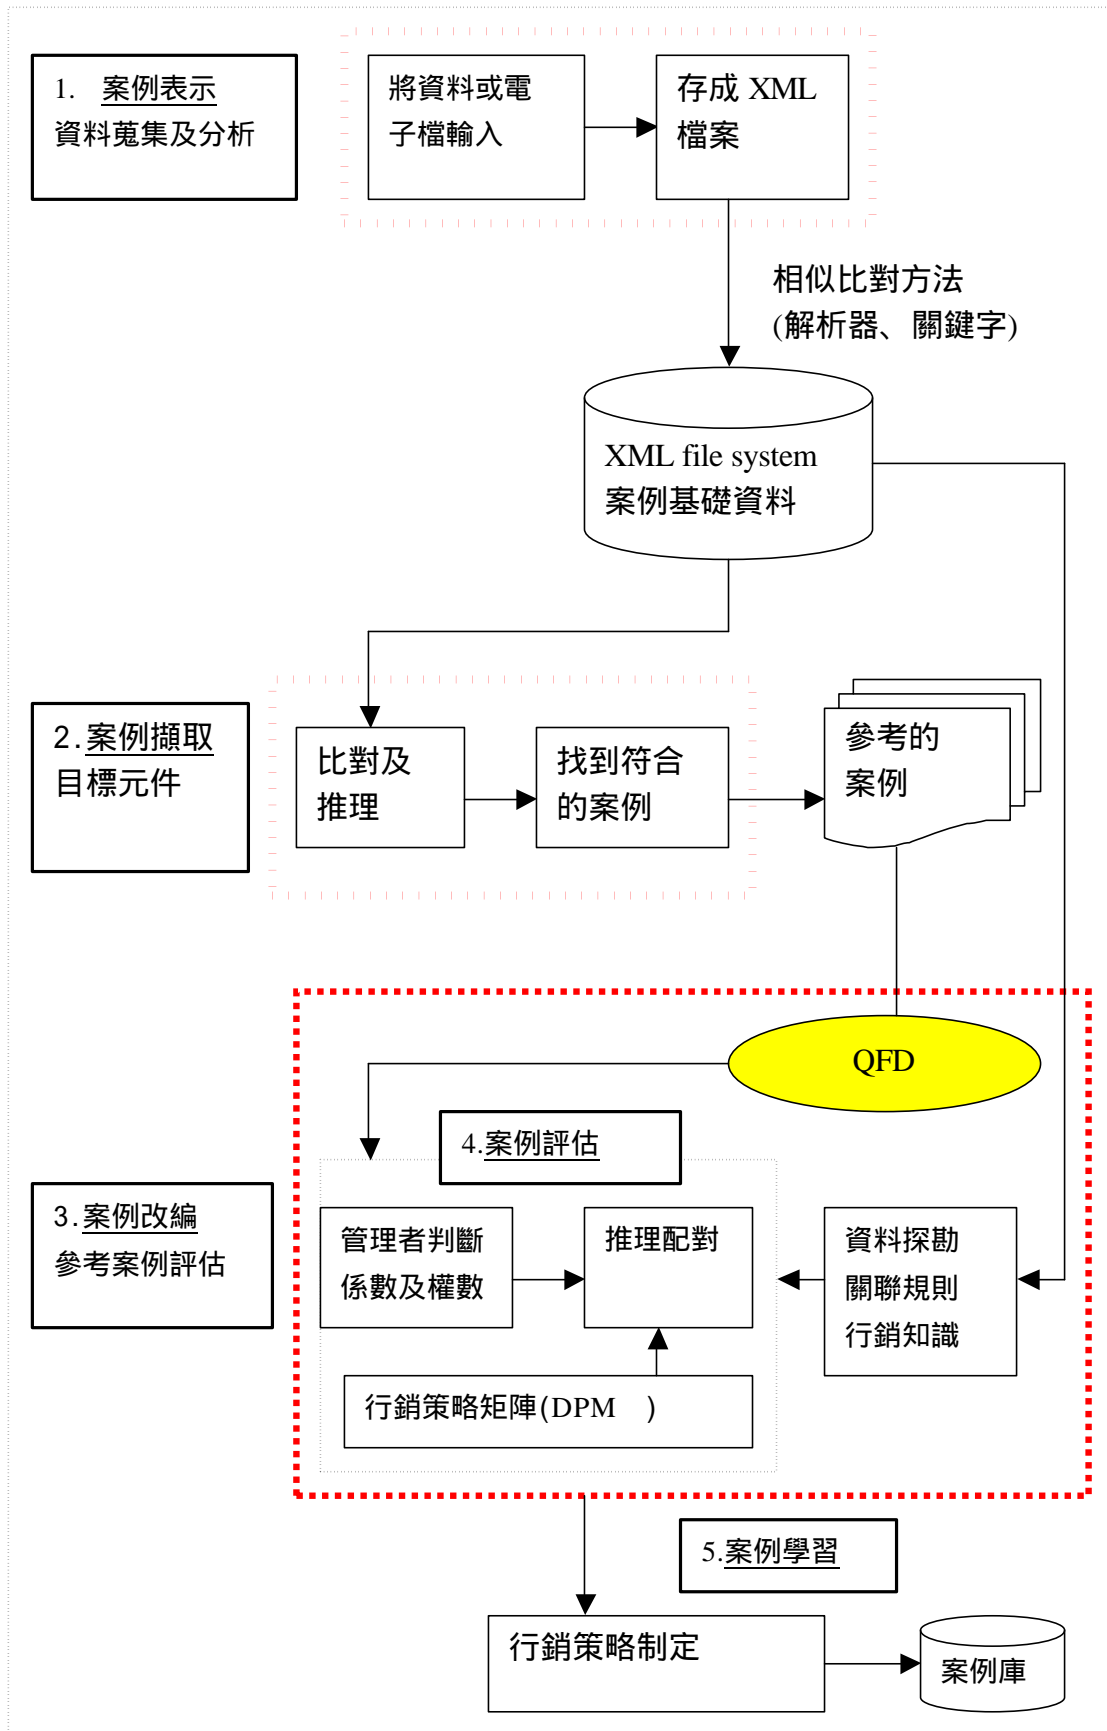 1. 案例表示
資料蒐集及分析
將資料或電
子檔輸入
存成 XML
檔案
相似比對方法
(解析器、關鍵字)
XML file system
案例基礎資料
2.案例擷取
目標元件
比對及
推理
找到符合
的案例
參考的
案例
QFD
4.案例評估
3.案例改編
參考案例評估
管理者判斷
係數及權數
推理配對
資料探勘
關聯規則
行銷知識
行銷策略矩陣(DPM )
5.案例學習
行銷策略制定
案例庫